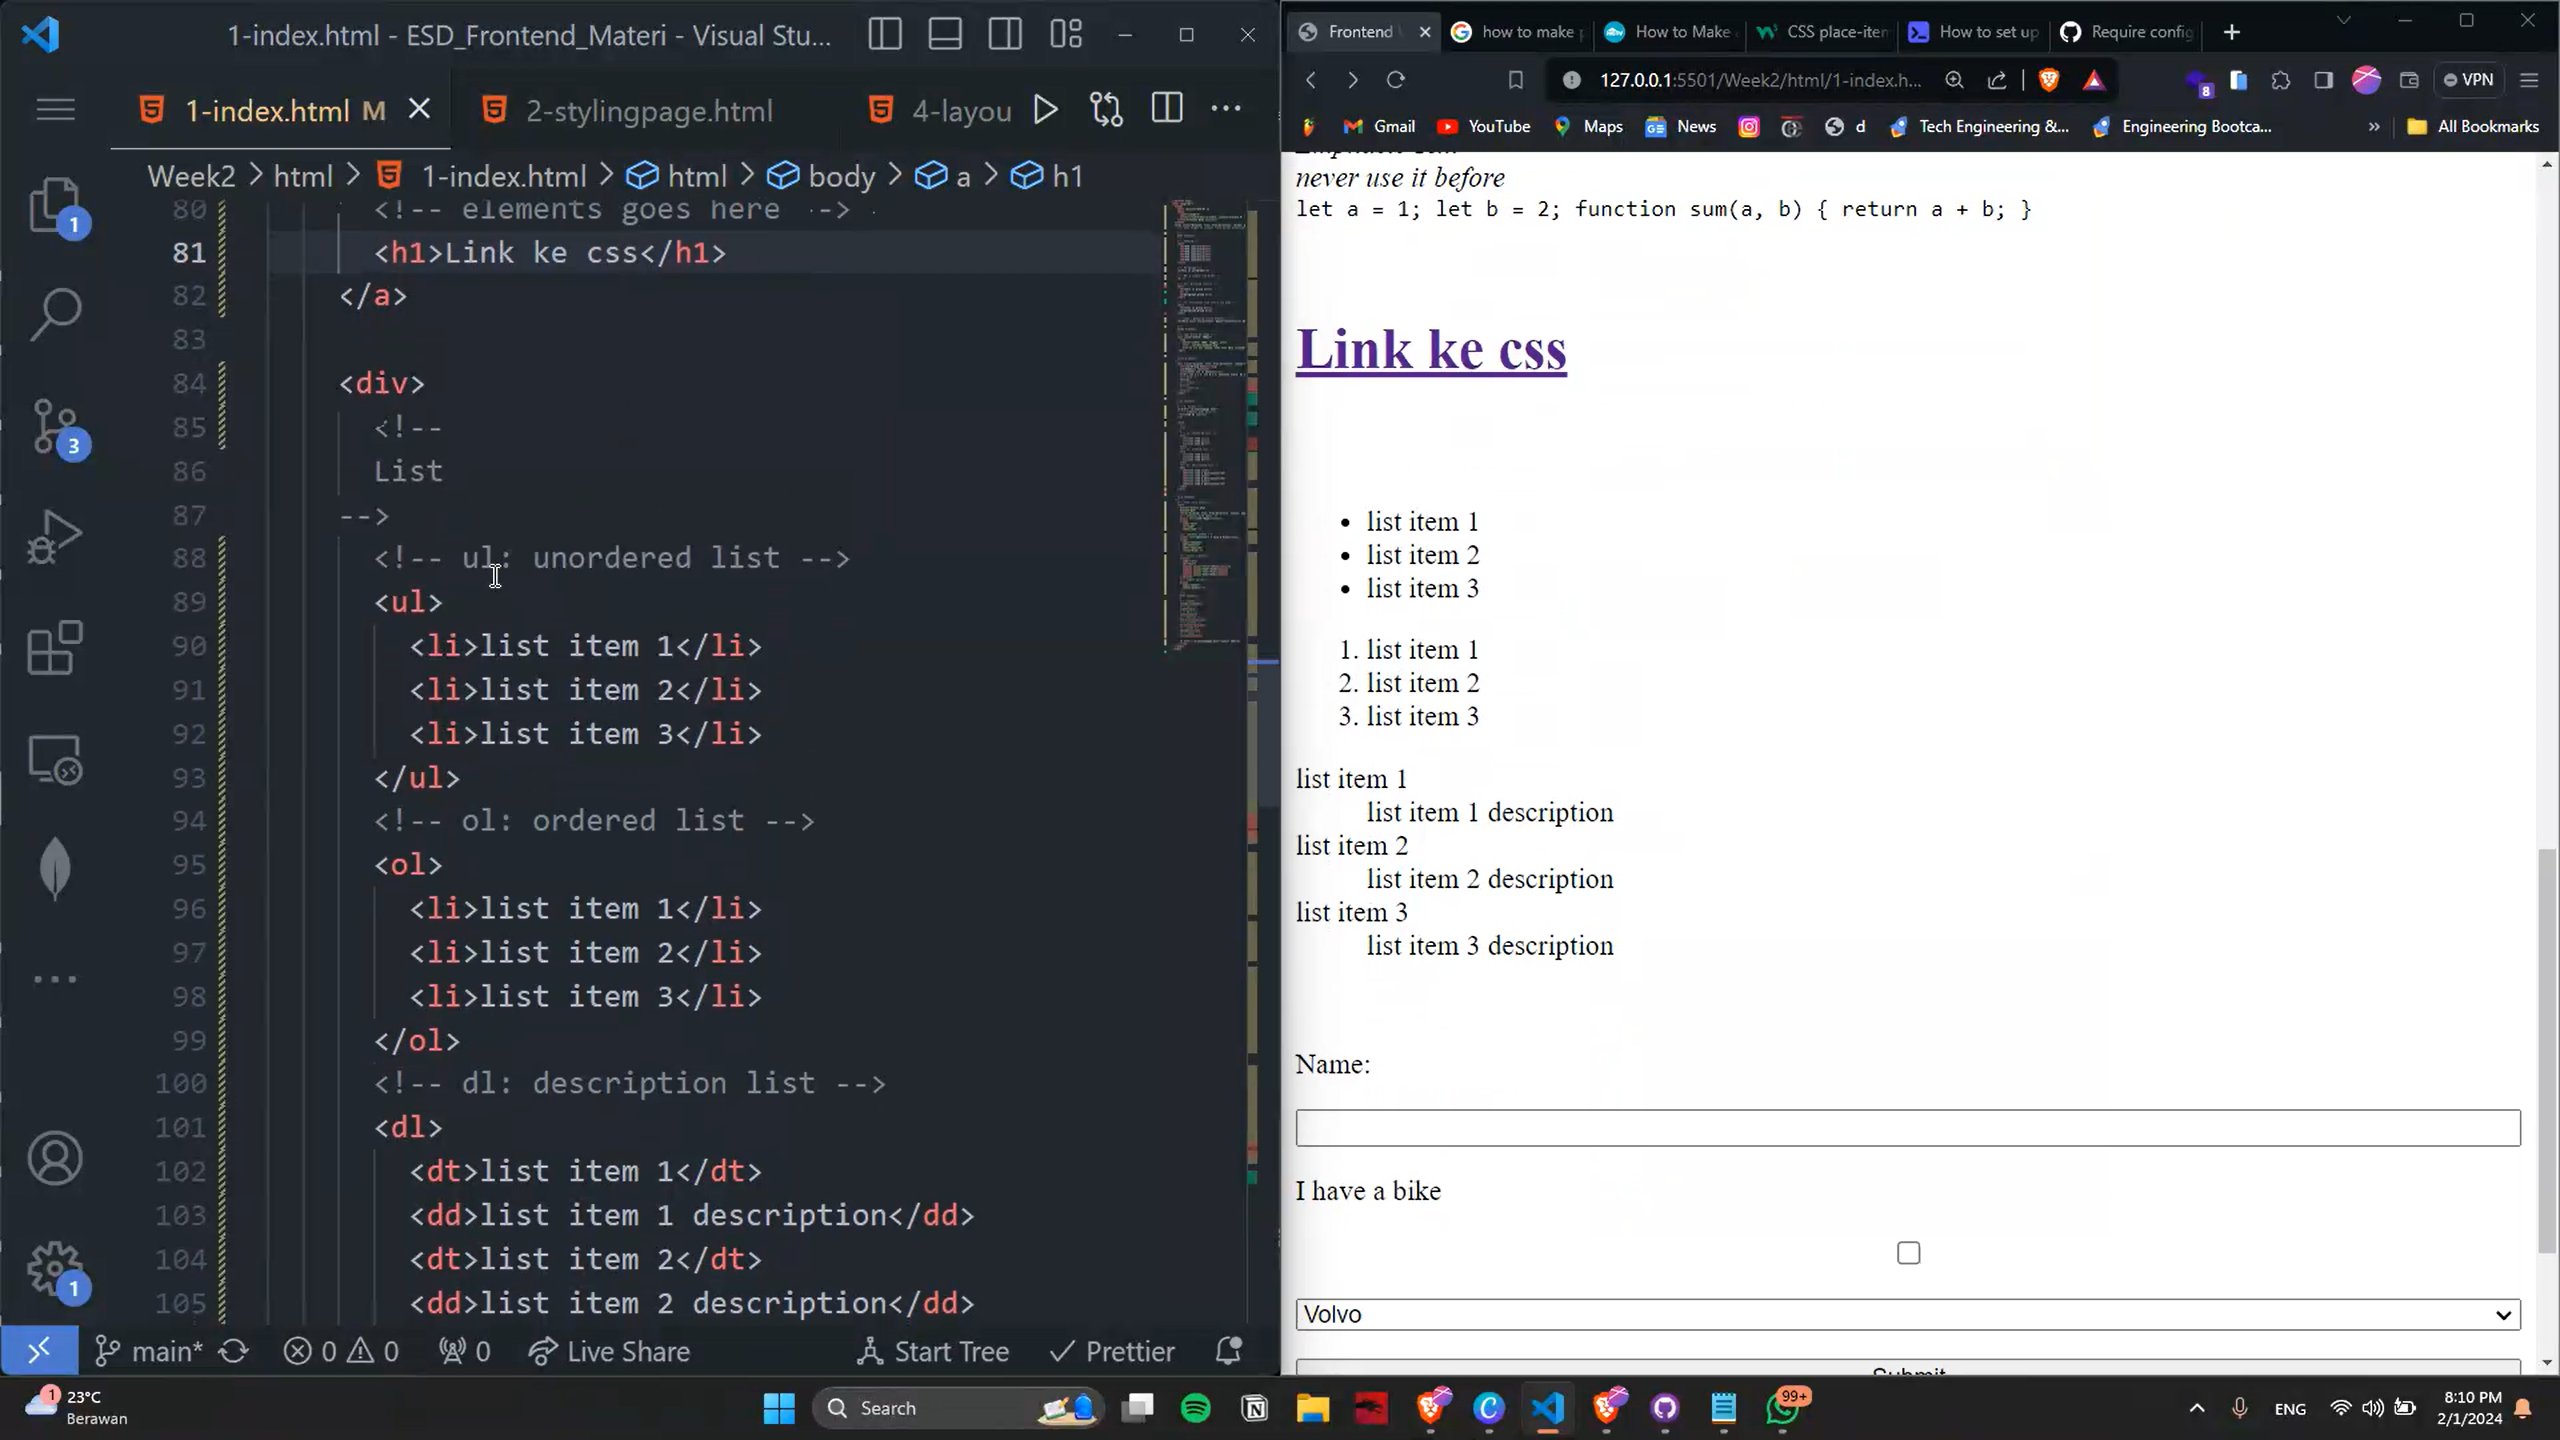 1-index.html - ESD_Frontend_Materi - Visual Stu...
1-index.html M
2-stylingpage.html
4-layou
Week2 > html > 1-index.html > html > body > a > h1
80 <!-- elements goes here -->
81 <h1>Link ke css</h1>
82 </a>
83
84 <div>
85 <!--
86 List
87 -->
88 <!-- ul: unordered list -->
89 <ul>
90 <li>list item 1</li>
91 <li>list item 2</li>
92 <li>list item 3</li>
93 </ul>
94 <!-- ol: ordered list -->
95 <ol>
96 <li>list item 1</li>
97 <li>list item 2</li>
98 <li>list item 3</li>
99 </ol>
100 <!-- dl: description list -->
101 <dl>
102 <dt>list item 1</dt>
103 <dd>list item 1 description</dd>
104 <dt>list item 2</dt>
105 <dd>list item 2 description</dd>
1
3
1
main* 0 0 0 Live Share Start Tree Prettier
Frontend
how to make p
How to Make
CSS place-iten
How to set up
Require config
127.0.0.1:5501/Week2/html/1-index.h...
8
VPN
Gmail YouTube Maps News d Tech Engineering &... Engineering Bootca... » All Bookmarks
never use it before
let a = 1; let b = 2; function sum(a, b) { return a + b; }
Link ke css
• list item 1
• list item 2
• list item 3
1. list item 1
2. list item 2
3. list item 3
list item 1
list item 1 description
list item 2
list item 2 description
list item 3
list item 3 description
Name:
I have a bike
Volvo
Submit
1
23°C
Berawan
Search
99+
ENG
8:10 PM
2/1/2024